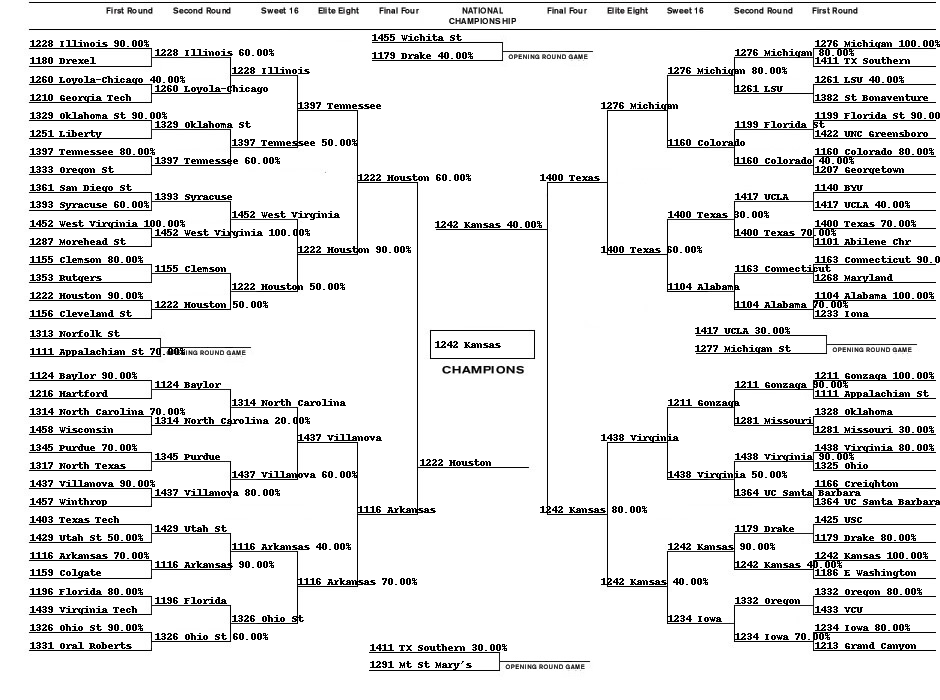 First Round Second Round Sweet 16 Elite Eight Final Four NATIONAL CHAMPIONSHIP Final Four Elite Eight Sweet 16 Second Round First Round
1455 Wichita St
1179 Drake 40.00%
OPENING ROUND GAME
1228 Illinois 90.00%
1180 Drexel
1260 Loyola-Chicago 40.00%
1210 Georgia Tech
1329 Oklahoma St 90.00%
1251 Liberty
1397 Tennessee 80.00%
1333 Oregon St
1361 San Diego St
1393 Syracuse 60.00%
1452 West Virginia 100.00%
1287 Morehead St
1155 Clemson 80.00%
1353 Rutgers
1222 Houston 90.00%
1156 Cleveland St
1228 Illinois 60.00%
1260 Loyola-Chicago
1329 Oklahoma St
1397 Tennessee 60.00%
1393 Syracuse
1452 West Virginia 100.00%
1155 Clemson
1222 Houston 50.00%
1228 Illinois
1397 Tennessee 50.00%
1452 West Virginia
1222 Houston 50.00%
1397 Tennessee
1222 Houston 90.00%
1222 Houston 60.00%
1313 Norfolk St
1111 Appalachian St 70.00%
OPENING ROUND GAME
1124 Baylor 90.00%
1216 Hartford
1314 North Carolina 70.00%
1458 Wisconsin
1345 Purdue 70.00%
1317 North Texas
1437 Villanova 90.00%
1457 Winthrop
1403 Texas Tech
1429 Utah St 50.00%
1116 Arkansas 70.00%
1159 Colgate
1196 Florida 80.00%
1439 Virginia Tech
1326 Ohio St 90.00%
1331 Oral Roberts
1124 Baylor
1314 North Carolina 20.00%
1345 Purdue
1437 Villanova 80.00%
1429 Utah St
1116 Arkansas 90.00%
1196 Florida
1326 Ohio St 60.00%
1314 North Carolina
1437 Villanova 60.00%
1116 Arkansas 40.00%
1326 Ohio St
1437 Villanova
1116 Arkansas 70.00%
1116 Arkansas
1242 Kansas 40.00%
1242 Kansas
CHAMPIONS
1222 Houston
1411 TX Southern 30.00%
1291 Mt St Mary's
OPENING ROUND GAME
1400 Texas
1276 Michigan
1400 Texas 60.00%
1276 Michigan 80.00%
1160 Colorado
1400 Texas 30.00%
1104 Alabama
1276 Michigan 80.00%
1261 LSU
1199 Florida St
1160 Colorado 40.00%
1417 UCLA
1400 Texas 70.00%
1163 Connecticut
1104 Alabama 70.00%
1276 Michigan 100.00%
1411 TX Southern
1261 LSU 40.00%
1382 St Bonaventure
1199 Florida St 90.00
1422 UNC Greensboro
1160 Colorado 80.00%
1207 Georgetown
1140 BYU
1417 UCLA 40.00%
1400 Texas 70.00%
1101 Abilene Chr
1163 Connecticut 90.0
1268 Maryland
1104 Alabama 100.00%
1233 Iona
1417 UCLA 30.00%
1277 Michigan St
OPENING ROUND GAME
1242 Kansas 80.00%
1438 Virginia
1242 Kansas 40.00%
1211 Gonzaga
1438 Virginia 50.00%
1242 Kansas 90.00%
1234 Iowa
1211 Gonzaga 90.00%
1281 Missouri
1438 Virginia 90.00%
1364 UC Santa Barbara
1179 Drake
1242 Kansas 40.00%
1332 Oregon
1234 Iowa 70.00%
1211 Gonzaga 100.00%
1111 Appalachian St
1328 Oklahoma
1281 Missouri 30.00%
1438 Virginia 80.00%
1325 Ohio
1166 Creighton
1364 UC Santa Barbara
1425 USC
1179 Drake 80.00%
1242 Kansas 100.00%
1186 E Washington
1332 Oregon 80.00%
1433 VCU
1234 Iowa 80.00%
1213 Grand Canyon